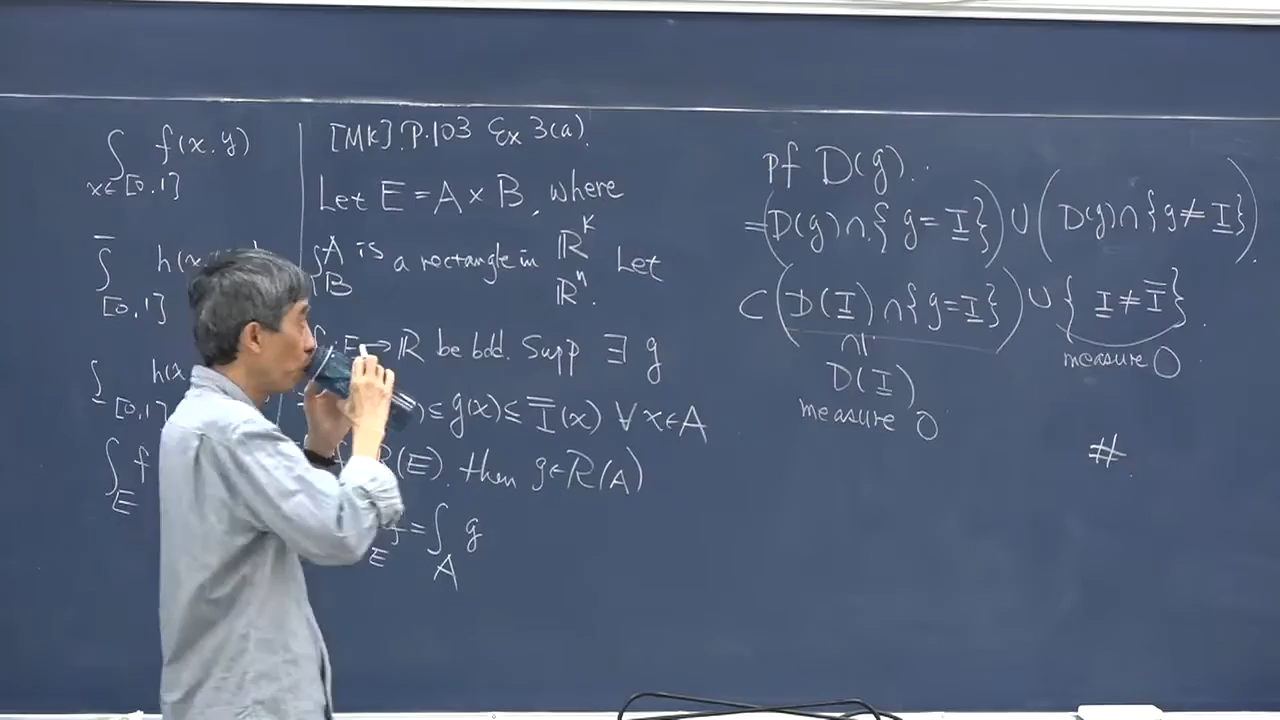 ∫ f(x,y)
x∈[0,1]
‾∫ h(x
[0,1]
_∫ h(x
[0,1]
∫ f
E
[MK]. P.103 Ex 3(a).
Let E = A × B, where
{A is a rectangle in ℝ^k Let
{B ℝ^n.
E → ℝ be bdd. Supp ∃ g
) ≤ g(x) ≤ Ī(x) ∀x∈A
R(E). then g∈R(A)
f = ∫ g
E A
pf D(g).
= (D(g)∩{g = I̲}) ∪ (D(g)∩{g ≠ I̲}).
⊂ (D(I̲)∩{g = I̲}) ∪ {I̲ ≠ Ī}.
∩| measure 0
D(I̲)
measure 0
#